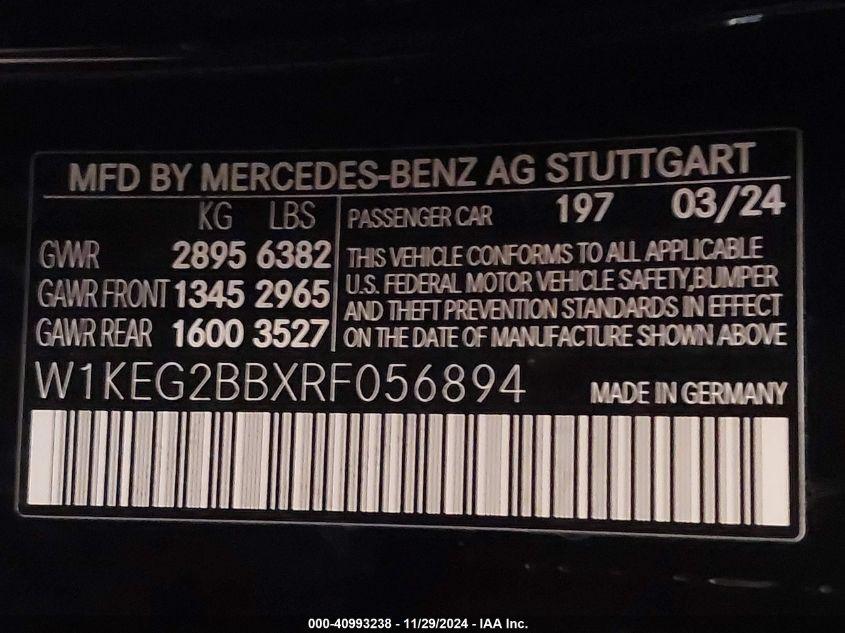 MFD BY MERCEDES-BENZ AG STUTTGART
KG LBS
GVWR 2895 6382
GAWR FRONT 1345 2965
GAWR REAR 1600 3527
PASSENGER CAR 197 03/24
THIS VEHICLE CONFORMS TO ALL APPLICABLE
U.S. FEDERAL MOTOR VEHICLE SAFETY,BUMPER
AND THEFT PREVENTION STANDARDS IN EFFECT
ON THE DATE OF MANUFACTURE SHOWN ABOVE
W1KEG2BBXRF056894 MADE IN GERMANY
000-40993238 - 11/29/2024 - IAA Inc.